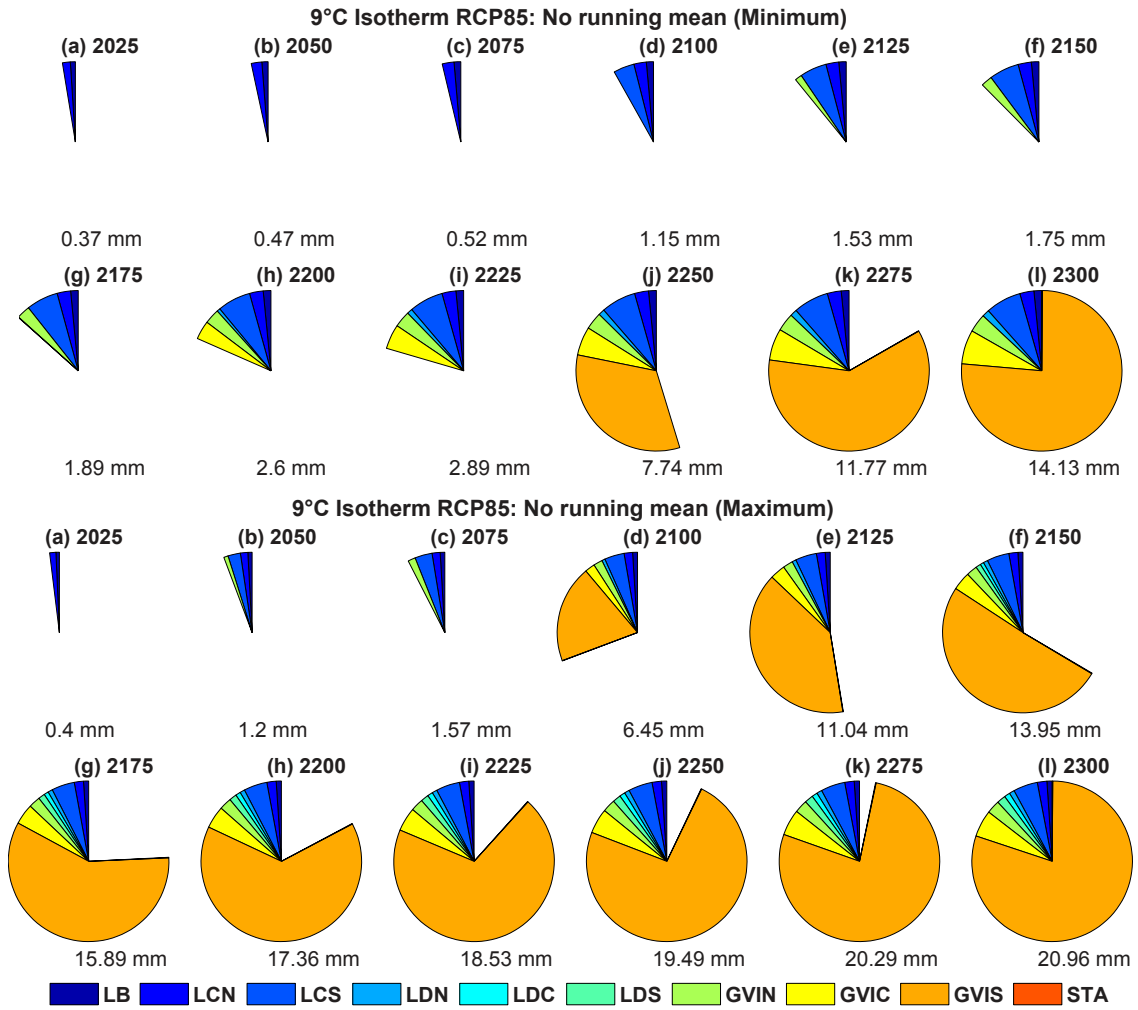 9°C Isotherm RCP85: No running mean (Minimum)
(a) 2025 (b) 2050 (c) 2075 (d) 2100 (e) 2125 (f) 2150
0.37 mm 0.47 mm 0.52 mm 1.15 mm 1.53 mm 1.75 mm
(g) 2175 (h) 2200 (i) 2225 (j) 2250 (k) 2275 (l) 2300
1.89 mm 2.6 mm 2.89 mm 7.74 mm 11.77 mm 14.13 mm
9°C Isotherm RCP85: No running mean (Maximum)
(a) 2025 (b) 2050 (c) 2075 (d) 2100 (e) 2125 (f) 2150
0.4 mm 1.2 mm 1.57 mm 6.45 mm 11.04 mm 13.95 mm
(g) 2175 (h) 2200 (i) 2225 (j) 2250 (k) 2275 (l) 2300
15.89 mm 17.36 mm 18.53 mm 19.49 mm 20.29 mm 20.96 mm
LB LCN LCS LDN LDC LDS GVIN GVIC GVIS STA